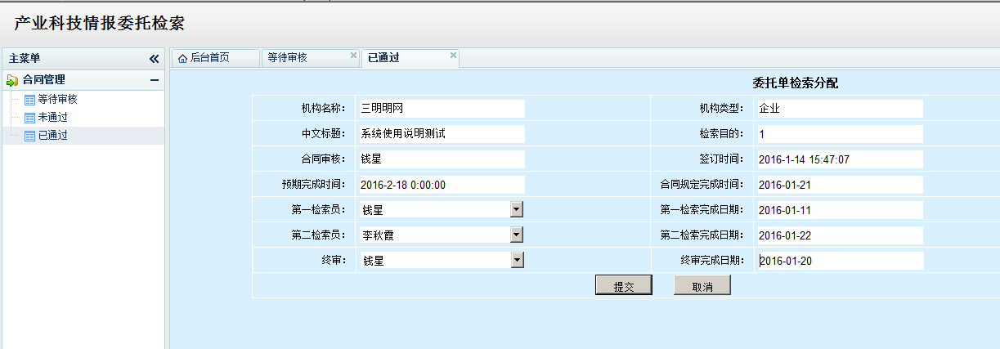 产业科技情报委托检索
主菜单
合同管理
等待审核
未通过
已通过
后台首页 等待审核 已通过
委托单检索分配
机构名称: 三明明网 机构类型: 企业
中文标题: 系统使用说明测试 检索目的: 1
合同审核: 钱星 签订时间: 2016-1-14 15:47:07
预期完成时间: 2016-2-18 0:00:00 合同规定完成时间: 2016-01-21
第一检索员: 钱星 第一检索完成日期: 2016-01-11
第二检索员: 李秋霞 第二检索完成日期: 2016-01-22
终审: 钱星 终审完成日期: 2016-01-20
提交 取消